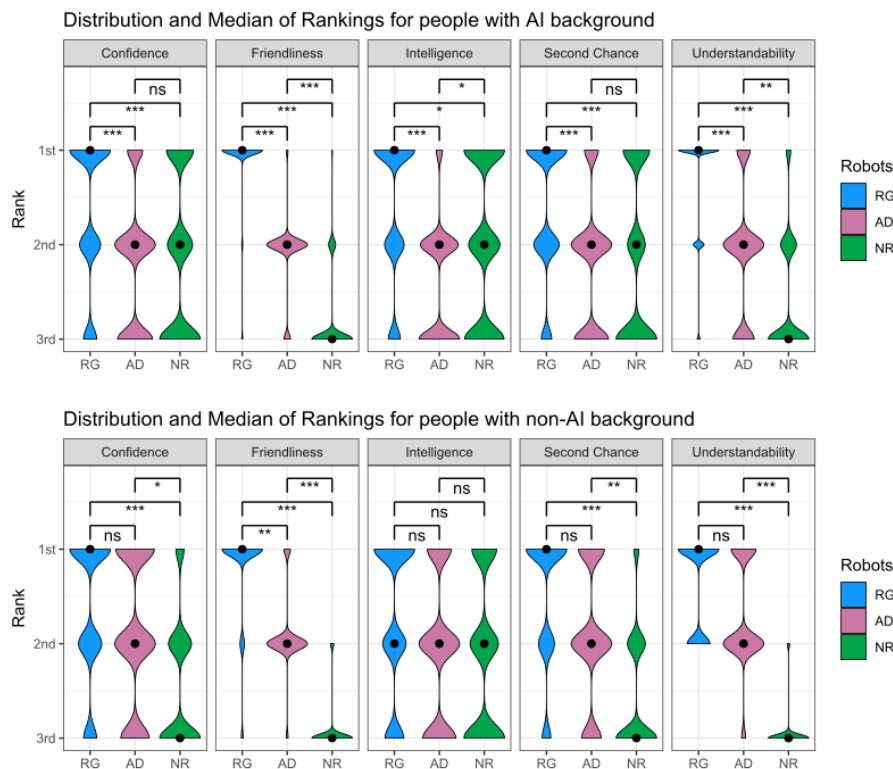 Distribution and Median of Rankings for people with AI background
Confidence Friendliness Intelligence Second Chance Understandability
ns *** * ns **
*** *** * *** ***
*** *** *** *** ***
1st
2nd
3rd
Rank
RG AD NR RG AD NR RG AD NR RG AD NR RG AD NR
Robots
RG
AD
NR
Distribution and Median of Rankings for people with non-AI background
Confidence Friendliness Intelligence Second Chance Understandability
* *** ns ** ***
*** *** ns *** ***
ns ** ns ns ns
1st
2nd
3rd
Rank
RG AD NR RG AD NR RG AD NR RG AD NR RG AD NR
Robots
RG
AD
NR